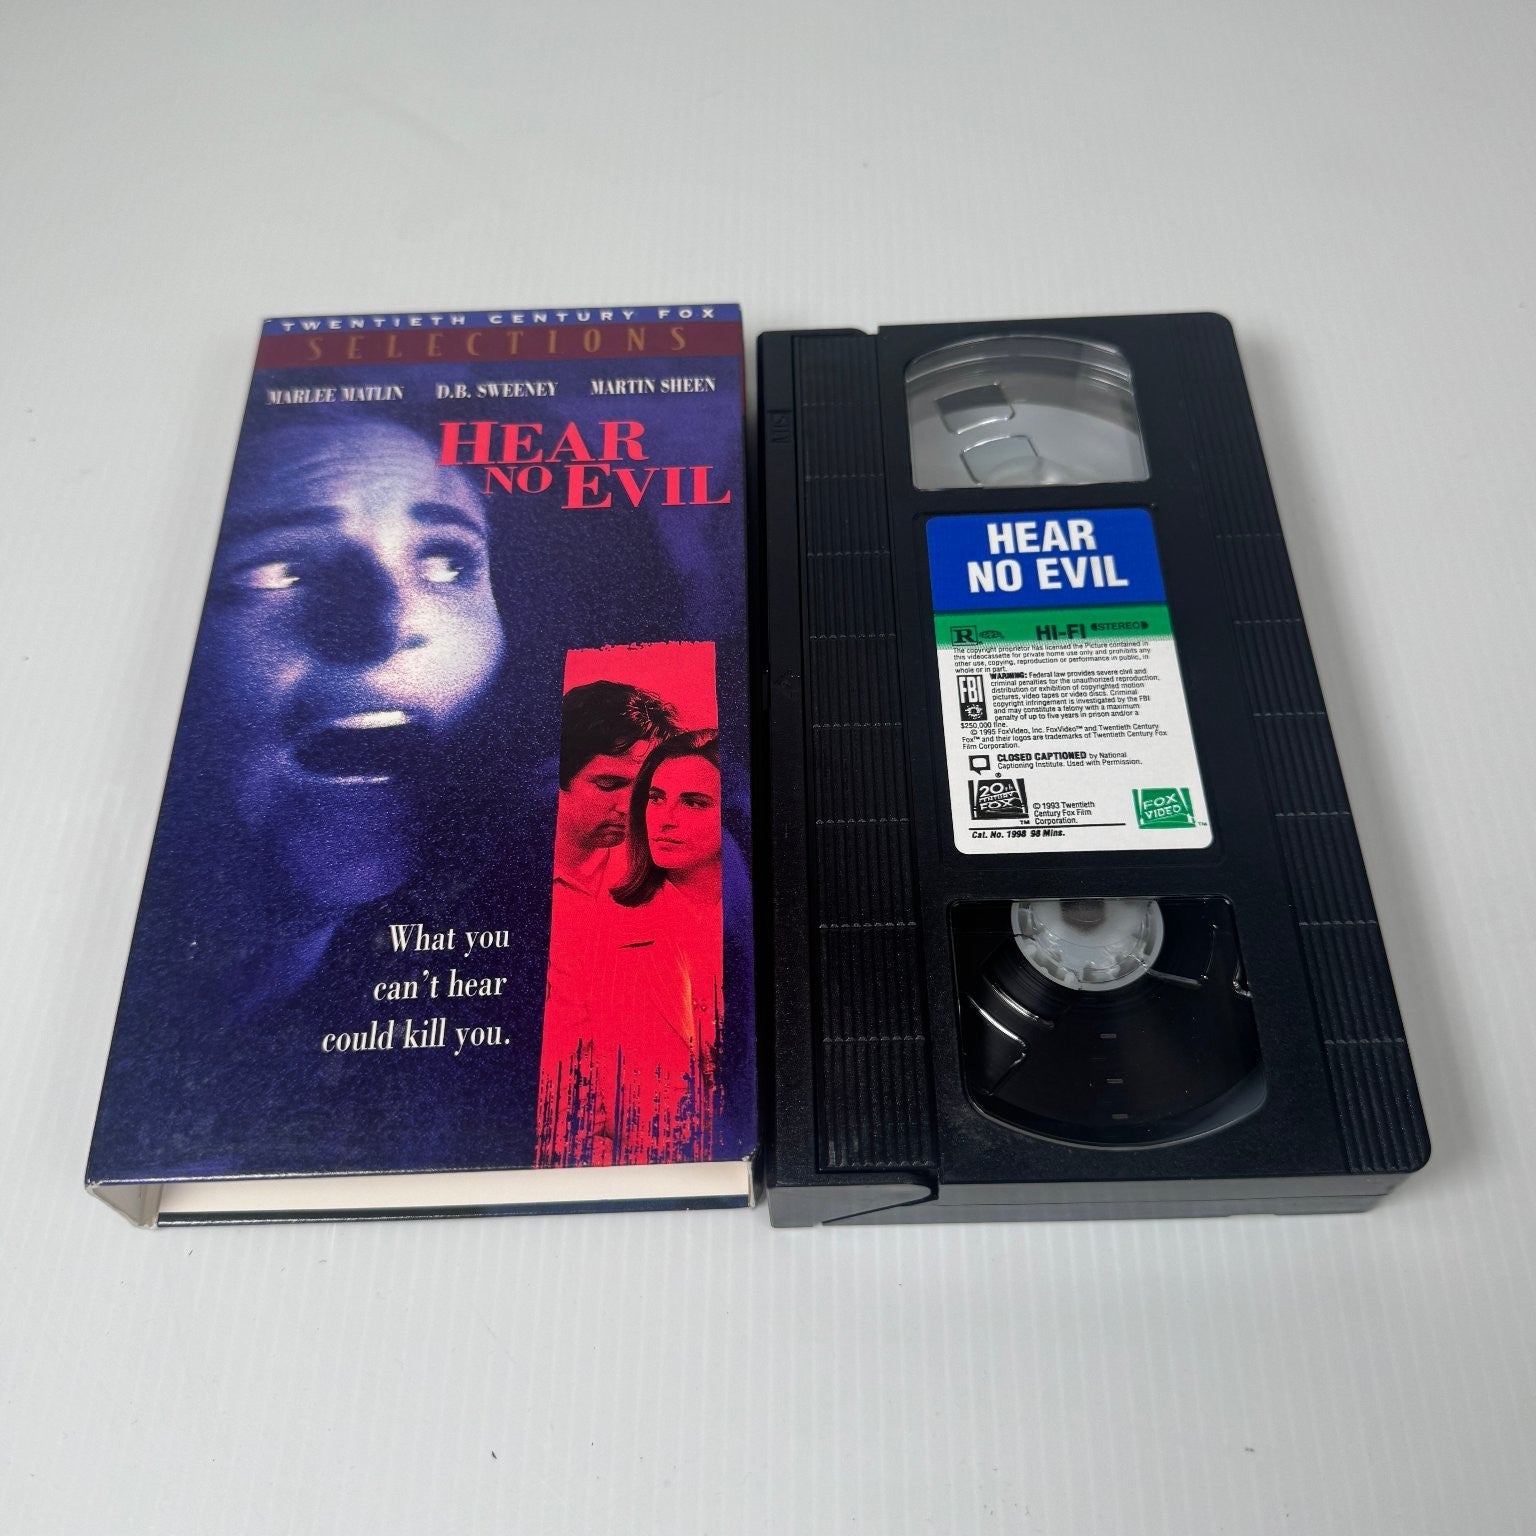 TWENTIETH CENTURY FOX
SELECTIONS
MARLEE MATLIN D.B. SWEENEY MARTIN SHEEN
HEAR
NO EVIL
What you
can't hear
could kill you.
HEAR
NO EVIL
R HI-FI STEREO
The copyright proprietor has licensed the Picture contained in
this videocassette for private home use only and prohibits any
other use, copying, reproduction or performance in public, in
whole or in part.
FBI
WARNING: Federal law provides severe civil and
criminal penalties for the unauthorized reproduction,
distribution or exhibition of copyrighted motion
pictures, video tapes or video discs. Criminal
copyright infringement is investigated by the FBI
and may constitute a felony with a maximum
penalty of up to five years in prison and/or a
$250,000 fine.
© 1995 FoxVideo, Inc. FoxVideo™ and Twentieth Century
Fox™ and their logos are trademarks of Twentieth Century Fox
Film Corporation.
CLOSED CAPTIONED by National
Captioning Institute. Used with Permission.
®
20th
CENTURY
FOX
™
© 1993 Twentieth
Century Fox Film
Corporation.
FOX
VIDEO
™
Cat. No. 1998 98 Mins.